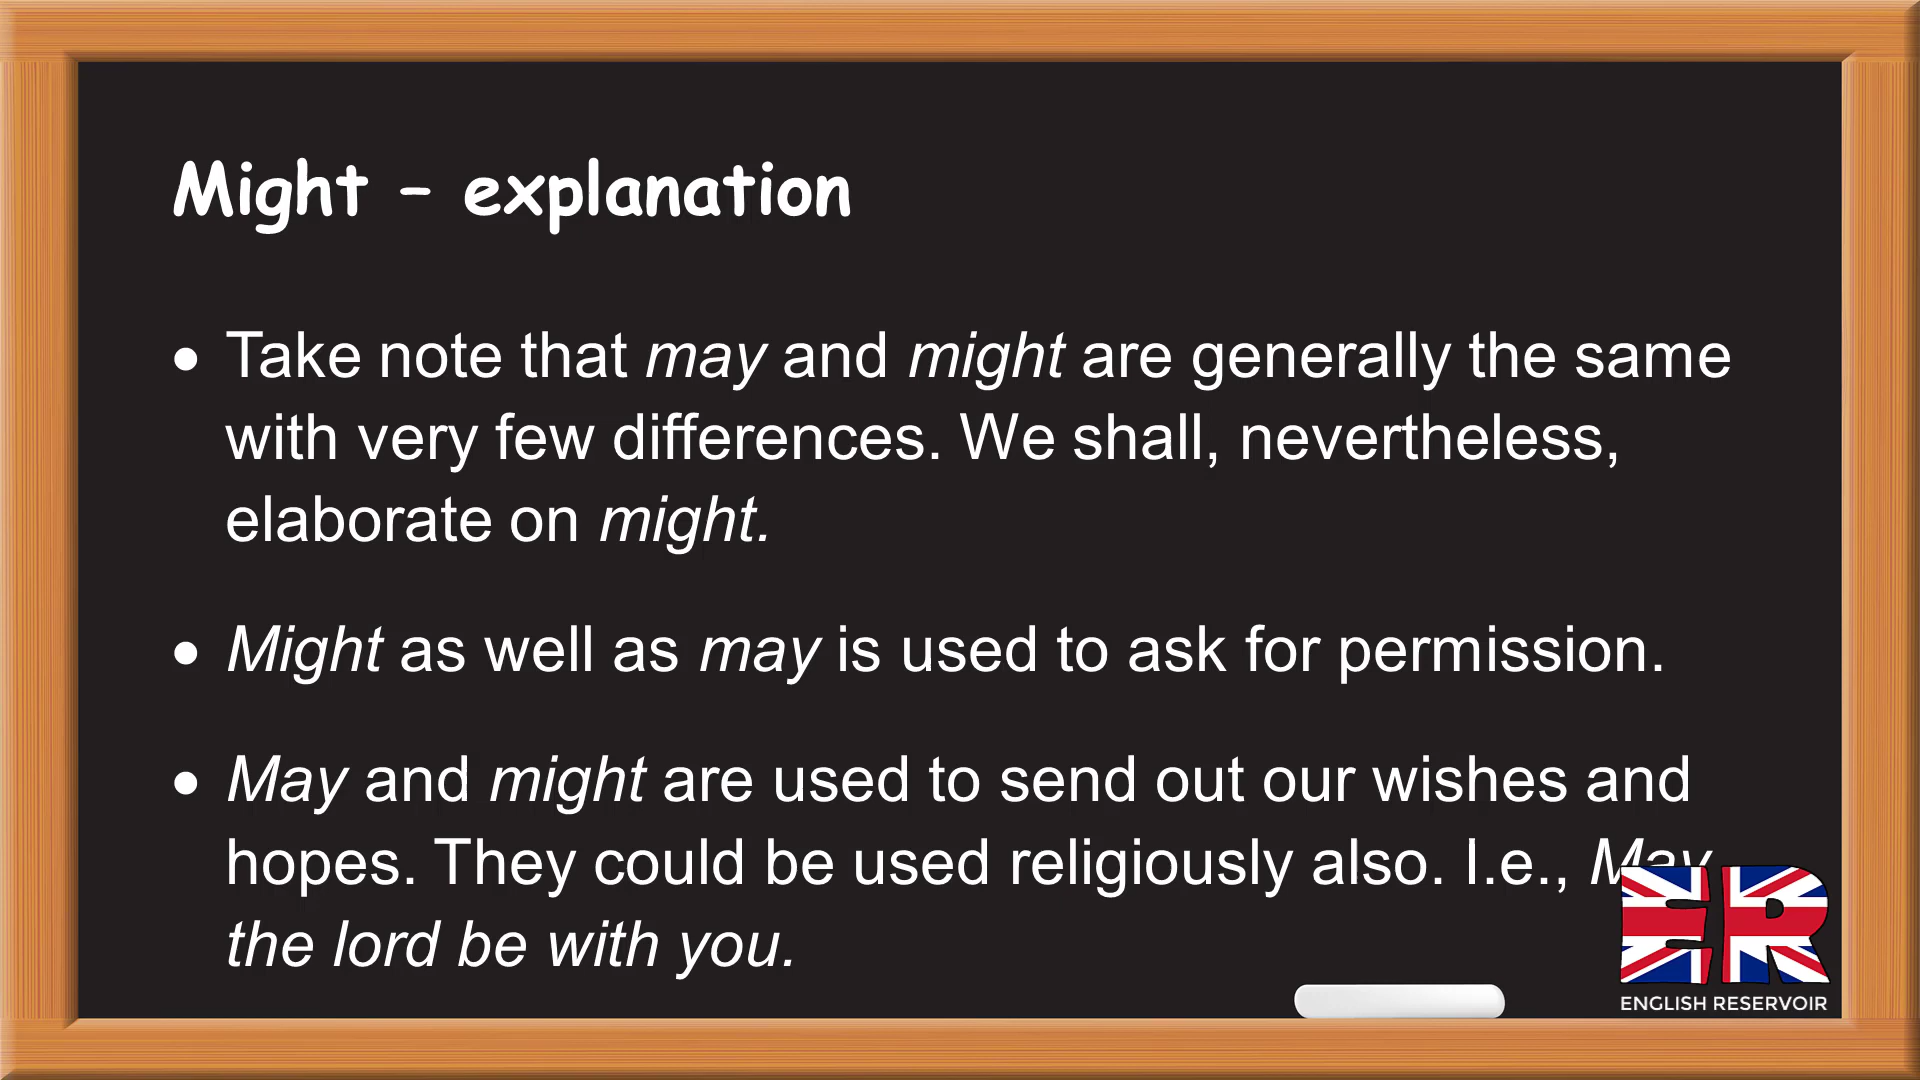 Might – explanation
• Take note that may and might are generally the same
with very few differences. We shall, nevertheless,
elaborate on might.
• Might as well as may is used to ask for permission.
• May and might are used to send out our wishes and
hopes. They could be used religiously also. I.e., May
the lord be with you.
ER
ENGLISH RESERVOIR